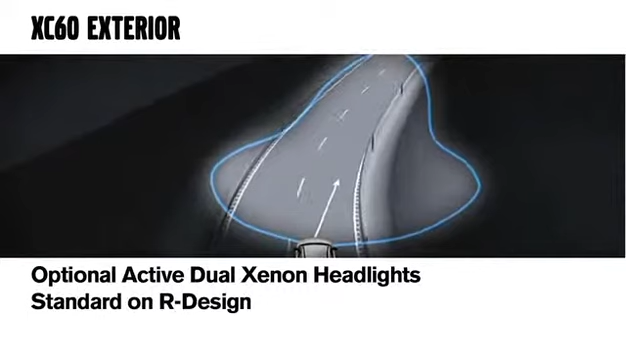 XC60 EXTERIOR
Optional Active Dual Xenon Headlights
Standard on R-Design